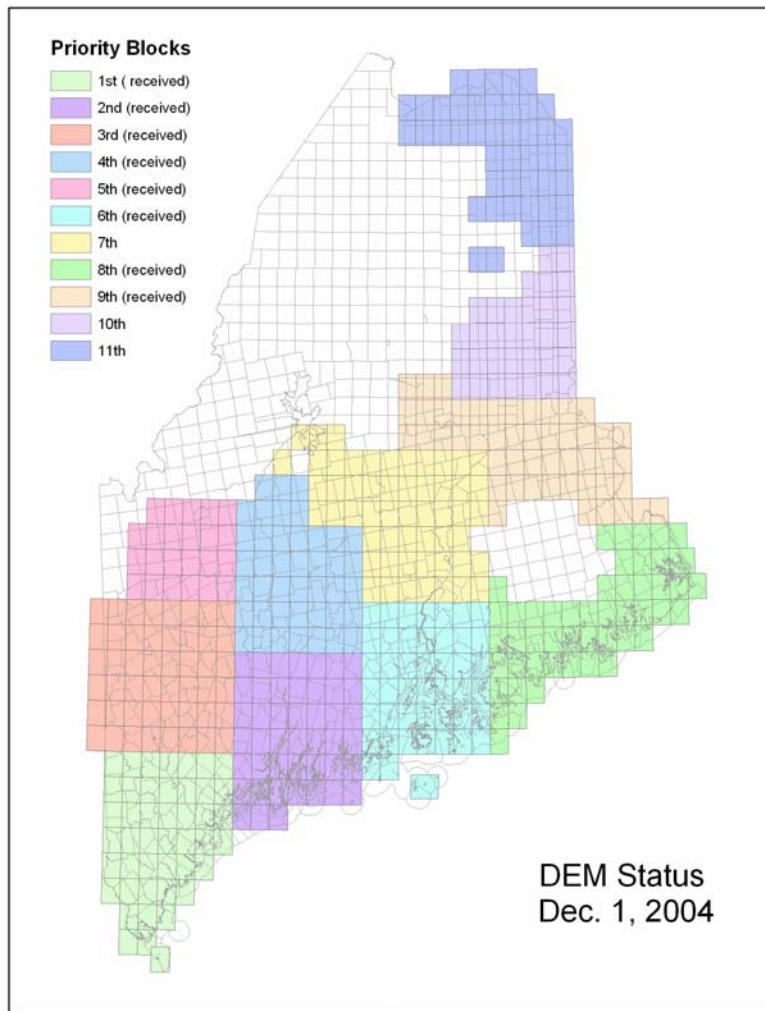 Priority Blocks
1st ( received)
2nd (received)
3rd (received)
4th (received)
5th (received)
6th (received)
7th
8th (received)
9th (received)
10th
11th
DEM Status
Dec. 1, 2004